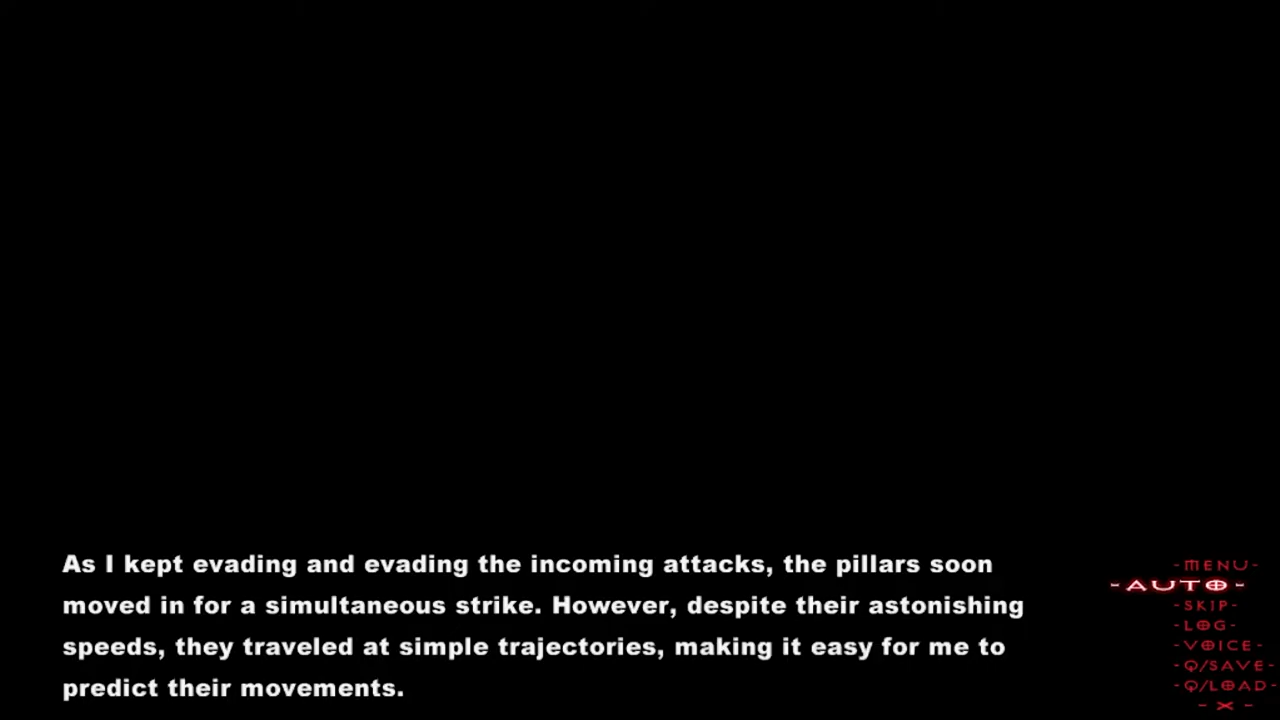 As I kept evading and evading the incoming attacks, the pillars soon
moved in for a simultaneous strike. However, despite their astonishing
speeds, they traveled at simple trajectories, making it easy for me to
predict their movements.
-MENU-
-AUTO-
-SKIP-
-LOG-
-VOICE-
-Q/SAVE-
-Q/LOAD-
-X-